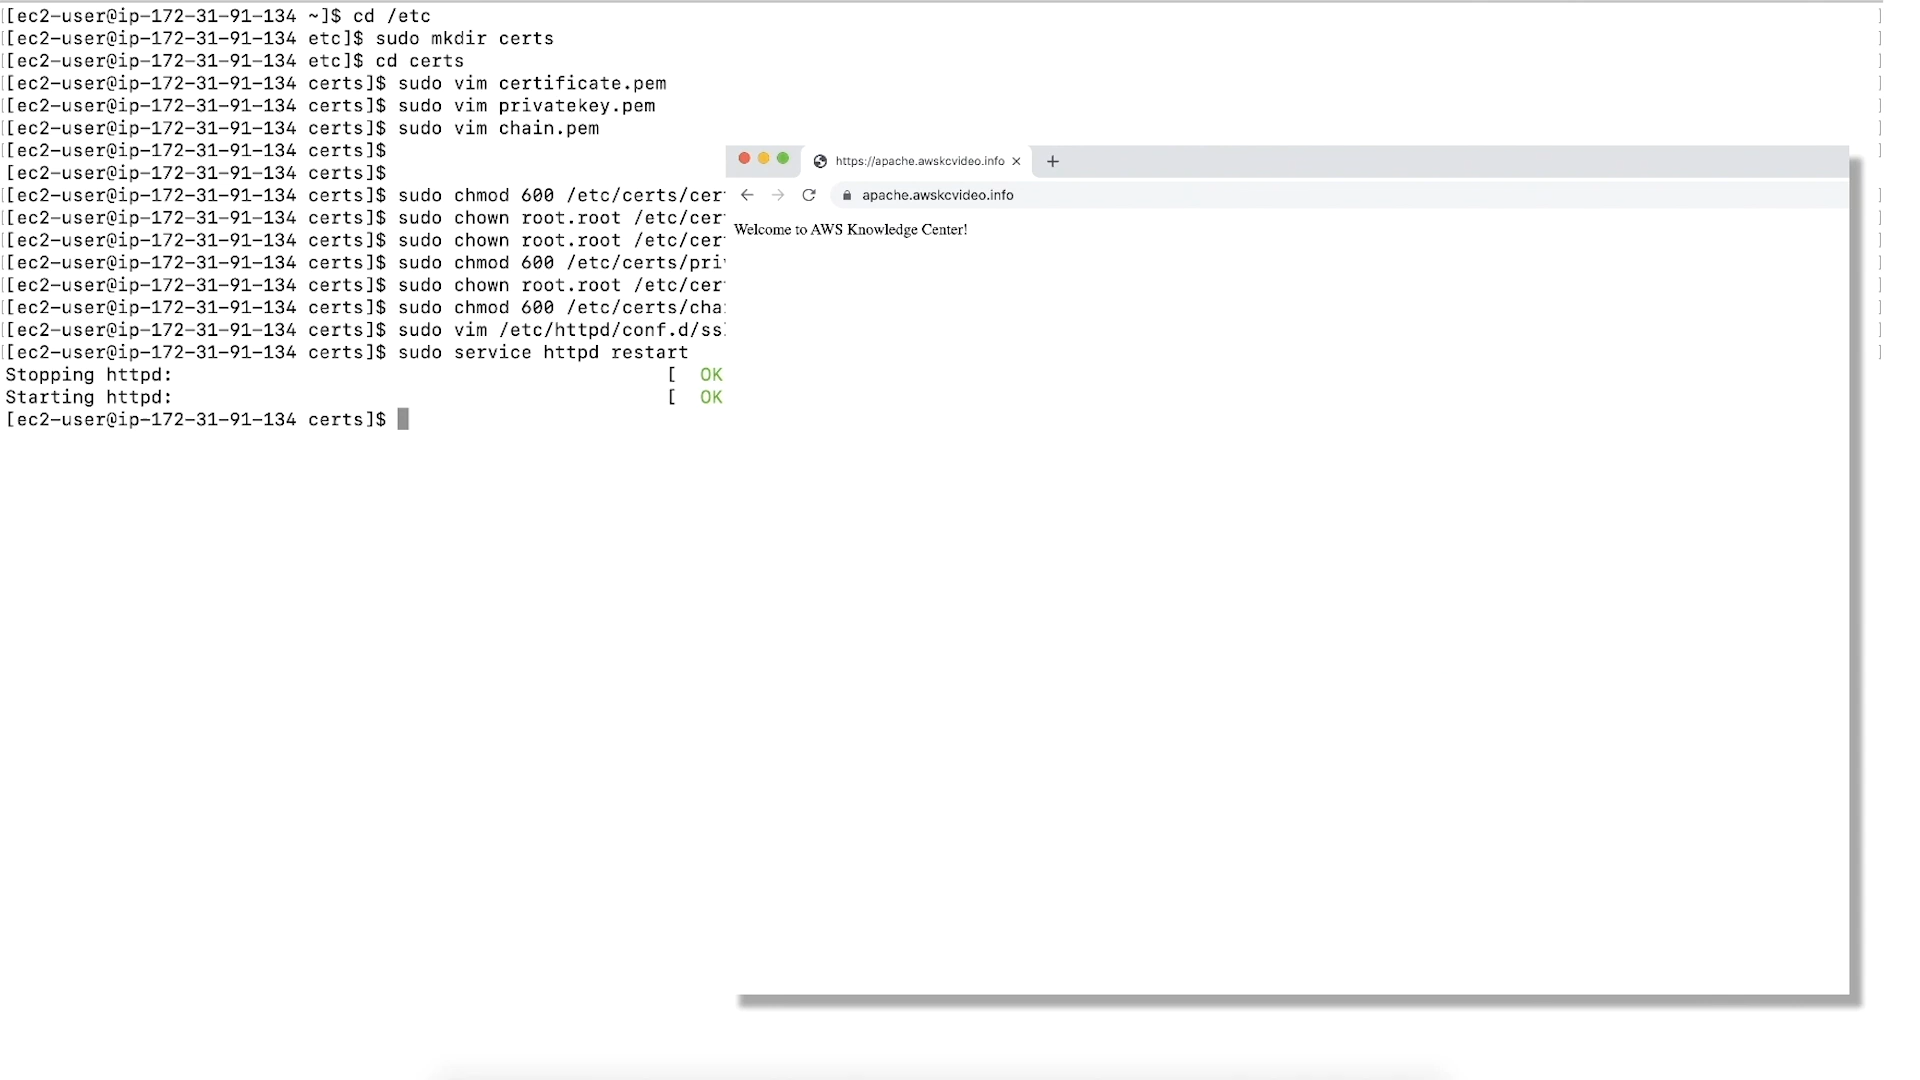 [ec2-user@ip-172-31-91-134 ~]$ cd /etc
[ec2-user@ip-172-31-91-134 etc]$ sudo mkdir certs
[ec2-user@ip-172-31-91-134 etc]$ cd certs
[ec2-user@ip-172-31-91-134 certs]$ sudo vim certificate.pem
[ec2-user@ip-172-31-91-134 certs]$ sudo vim privatekey.pem
[ec2-user@ip-172-31-91-134 certs]$ sudo vim chain.pem
[ec2-user@ip-172-31-91-134 certs]$
[ec2-user@ip-172-31-91-134 certs]$
[ec2-user@ip-172-31-91-134 certs]$ sudo chmod 600 /etc/certs/cer
[ec2-user@ip-172-31-91-134 certs]$ sudo chown root.root /etc/cer
[ec2-user@ip-172-31-91-134 certs]$ sudo chown root.root /etc/cer
[ec2-user@ip-172-31-91-134 certs]$ sudo chmod 600 /etc/certs/pri
[ec2-user@ip-172-31-91-134 certs]$ sudo chown root.root /etc/cer
[ec2-user@ip-172-31-91-134 certs]$ sudo chmod 600 /etc/certs/cha
[ec2-user@ip-172-31-91-134 certs]$ sudo vim /etc/httpd/conf.d/ss
[ec2-user@ip-172-31-91-134 certs]$ sudo service httpd restart
Stopping httpd: [ OK
Starting httpd: [ OK
[ec2-user@ip-172-31-91-134 certs]$
https://apache.awskcvideo.info
apache.awskcvideo.info
Welcome to AWS Knowledge Center!